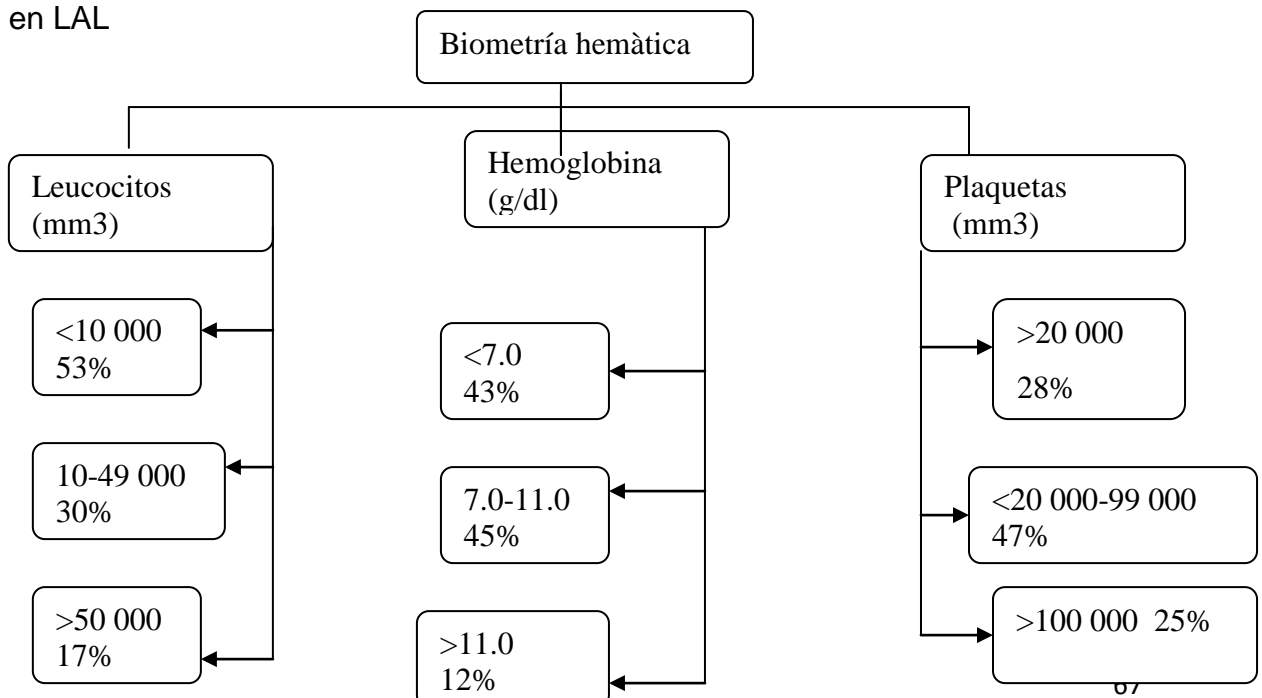 en LAL
Biometría hemàtica
Leucocitos
(mm3)
<10 000
53%
10-49 000
30%
>50 000
17%
Hemoglobina
(g/dl)
<7.0
43%
7.0-11.0
45%
>11.0
12%
Plaquetas
(mm3)
>20 000
28%
<20 000-99 000
47%
>100 000 25%
67